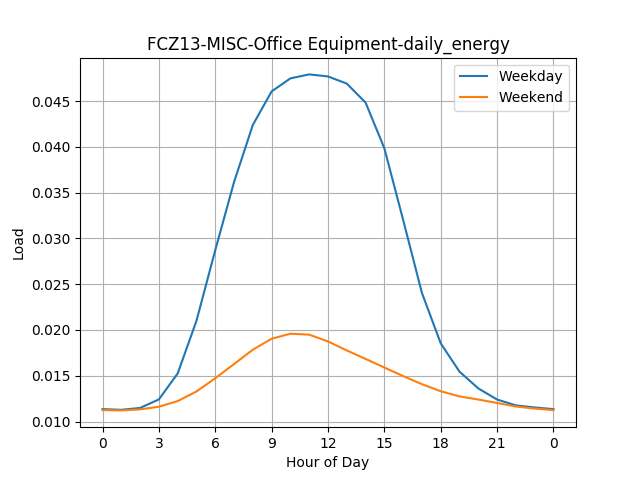 FCZ13-MISC-Office Equipment-daily_energy
Weekday
Weekend
0.045
0.040
0.035
0.030
0.025
0.020
0.015
0.010
Load
0 3 6 9 12 15 18 21 0
Hour of Day